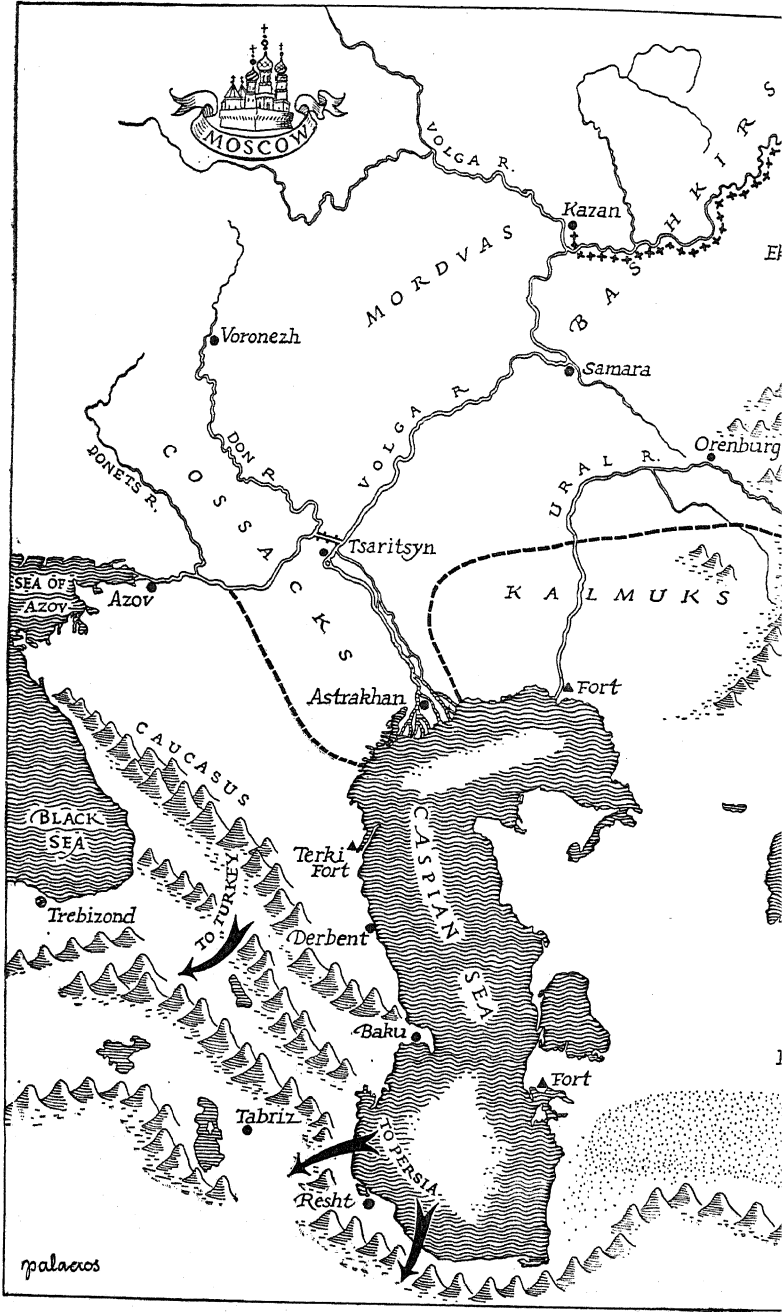 MOSCOW
VOLGA R.
Kazan
BASHKIRS
MORDVAS
Voronezh
Samara
VOLGA R
Orenburg
DON R.
DONETS R.
COSSACKS
URAL R.
Tsaritsyn
SEA OF
AZOV
Azov
KALMUKS
Astrakhan
Fort
CAUCASUS
BLACK
SEA
CASPIAN SEA
Terki
Fort
TO TURKEY
Trebizond
Derbent
Baku
Fort
Tabriz
TO PERSIA
Resht
palacios